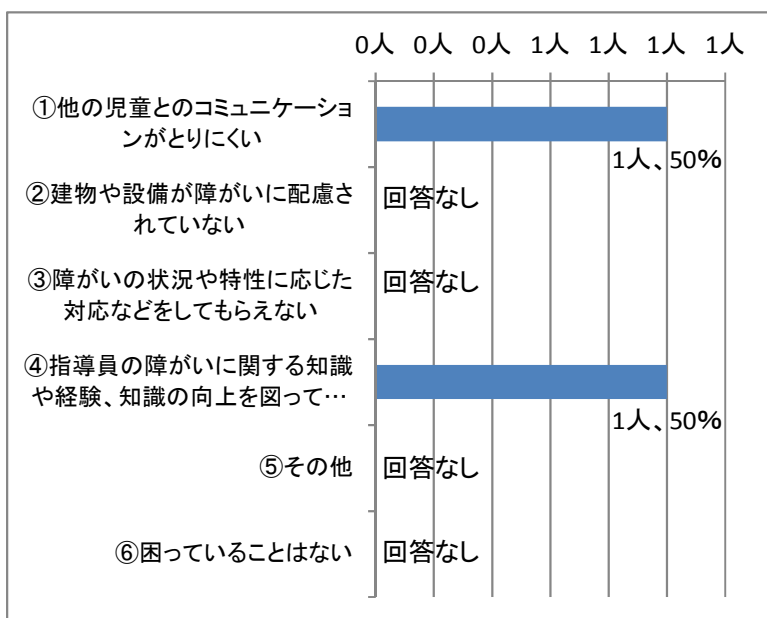 0人 0人 0人 1人 1人 1人 1人
①他の児童とのコミュニケーショ
ンがとりにくい
1人、50%
②建物や設備が障がいに配慮さ
れていない
回答なし
③障がいの状況や特性に応じた
対応などをしてもらえない
回答なし
④指導員の障がいに関する知識
や経験、知識の向上を図って…
1人、50%
⑤その他
回答なし
⑥困っていることはない
回答なし